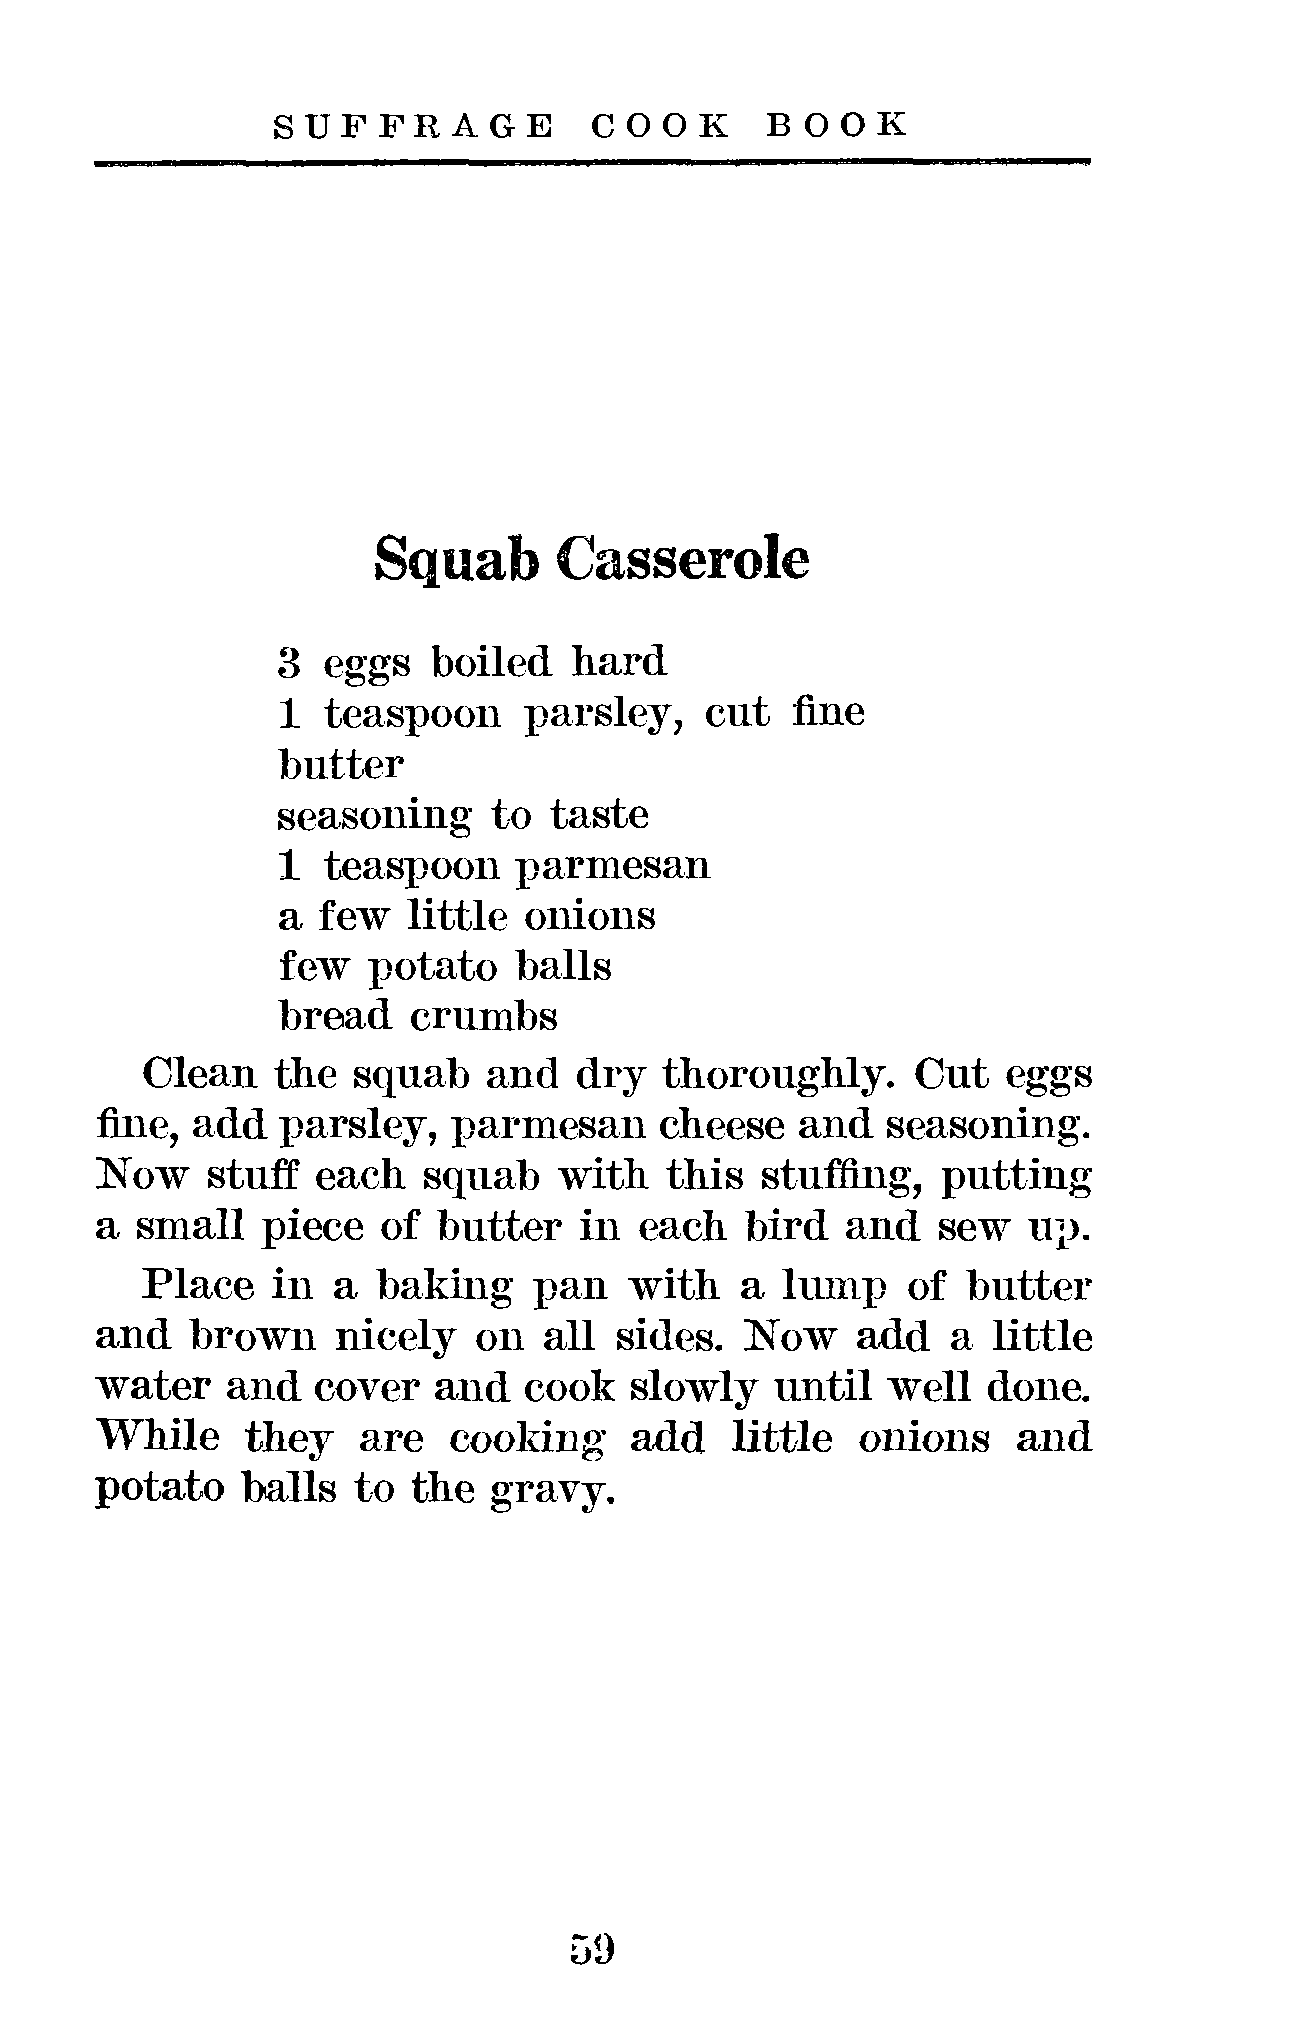 SUFFRAGE COOK BOOK
Squab Casserole
3 eggs boiled hard
1 teaspoon parsley, cut fine
butter
seasoning to taste
1 teaspoon parmesan
a few little onions
few potato balls
bread crumbs
Clean the squab and dry thoroughly. Cut eggs
fine, add parsley, parmesan cheese and seasoning.
Now stuff each squab with this stuffing, putting
a small piece of butter in each bird and sew up.
Place in a baking pan with a lump of butter
and brown nicely on all sides. Now add a little
water and cover and cook slowly until well done.
While they are cooking add little onions and
potato balls to the gravy.
59